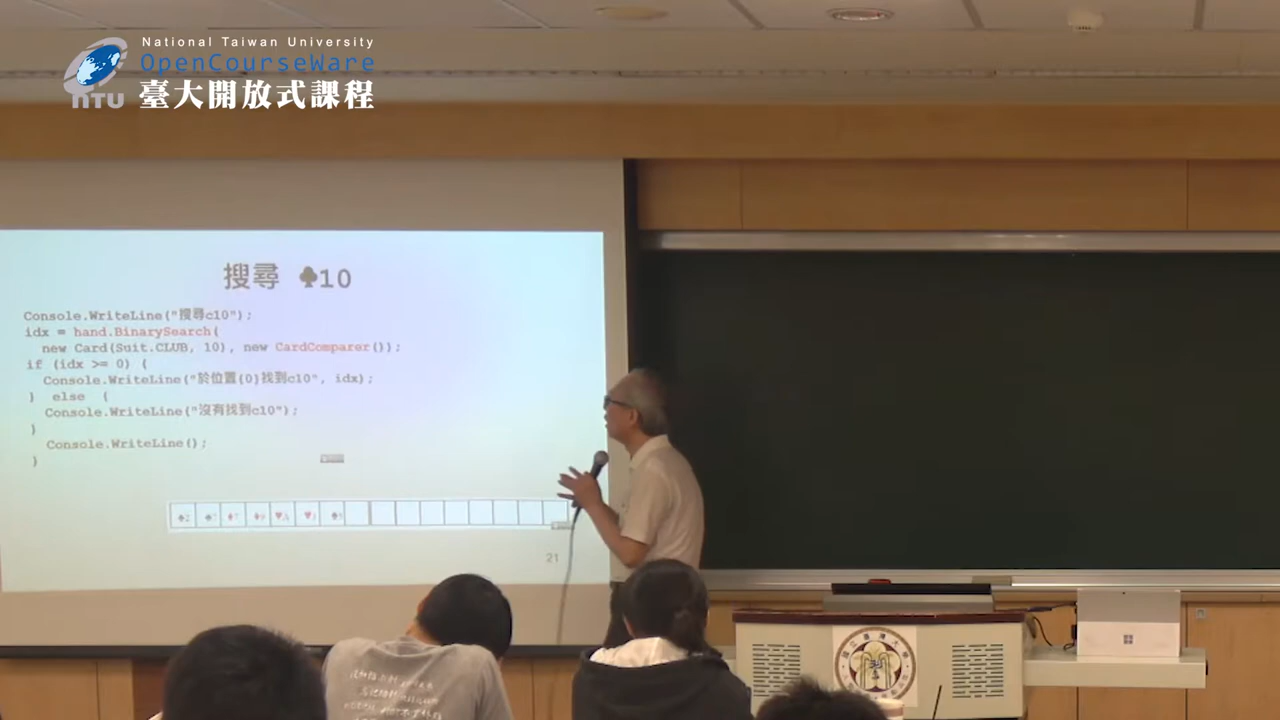 National Taiwan University
OpenCourseWare
臺大開放式課程
NTU
搜尋 ♣10
Console.WriteLine("搜尋c10");
idx = hand.BinarySearch(
new Card(Suit.CLUB, 10), new CardComparer());
if (idx >= 0) {
Console.WriteLine("於位置{0}找到c10", idx);
} else {
Console.WriteLine("沒有找到c10");
}
Console.WriteLine();
}
21